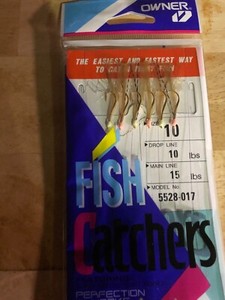 OWNER
THE EASIEST AND FASTEST WAY
10
DROP LINE
10 lbs
MAIN LINE
15 lbs
MODEL No
5528-017
FISH
Catchers
PERFECTION